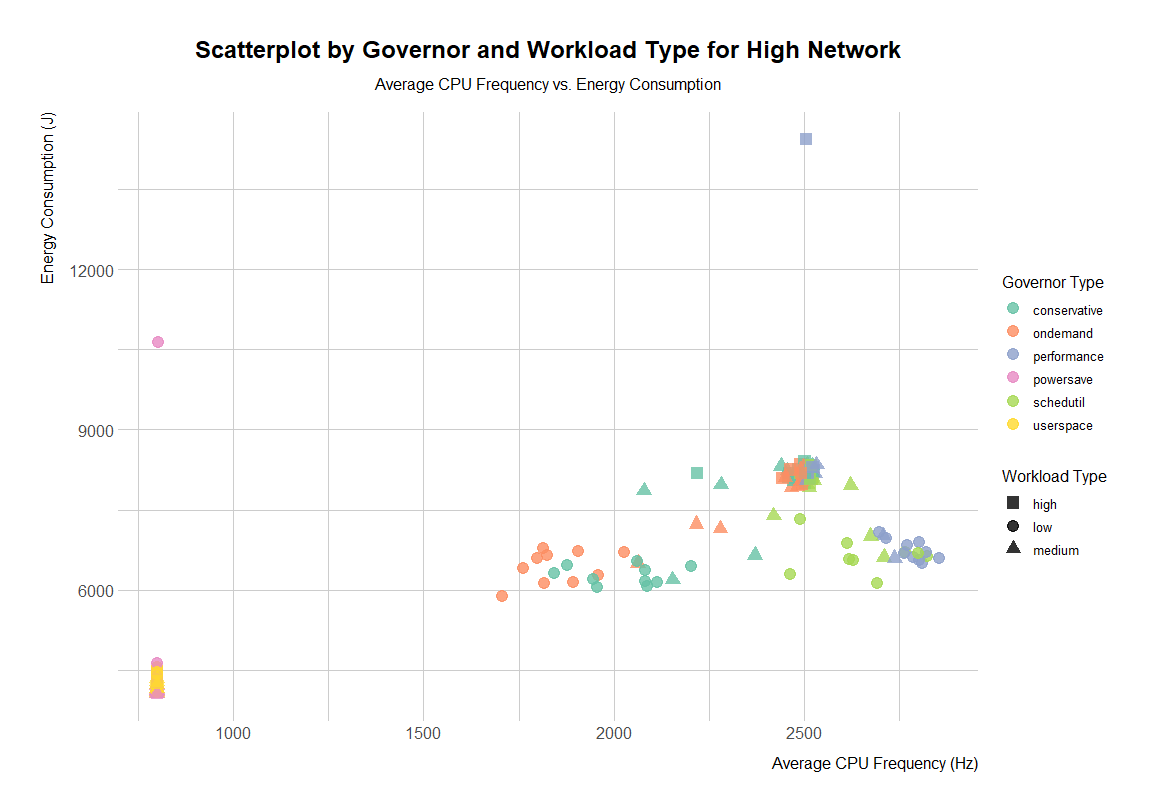 Scatterplot by Governor and Workload Type for High Network
Average CPU Frequency vs. Energy Consumption
Energy Consumption (J)
12000
9000
6000
1000
1500
2000
2500
Average CPU Frequency (Hz)
Governor Type
conservative
ondemand
performance
powersave
schedutil
userspace
Workload Type
high
low
medium